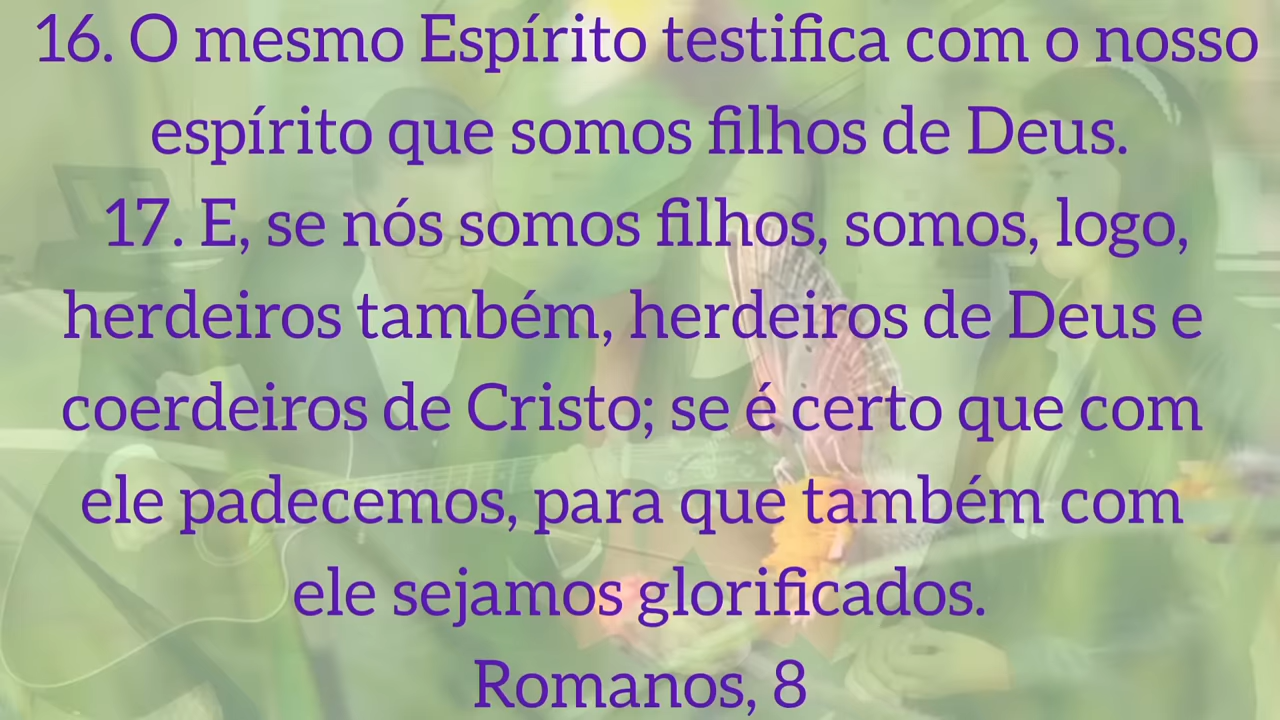 16. O mesmo Espírito testifica com o nosso
espírito que somos filhos de Deus.
17. E, se nós somos filhos, somos, logo,
herdeiros também, herdeiros de Deus e
coerdeiros de Cristo; se é certo que com
ele padecemos, para que também com
ele sejamos glorificados.
Romanos, 8